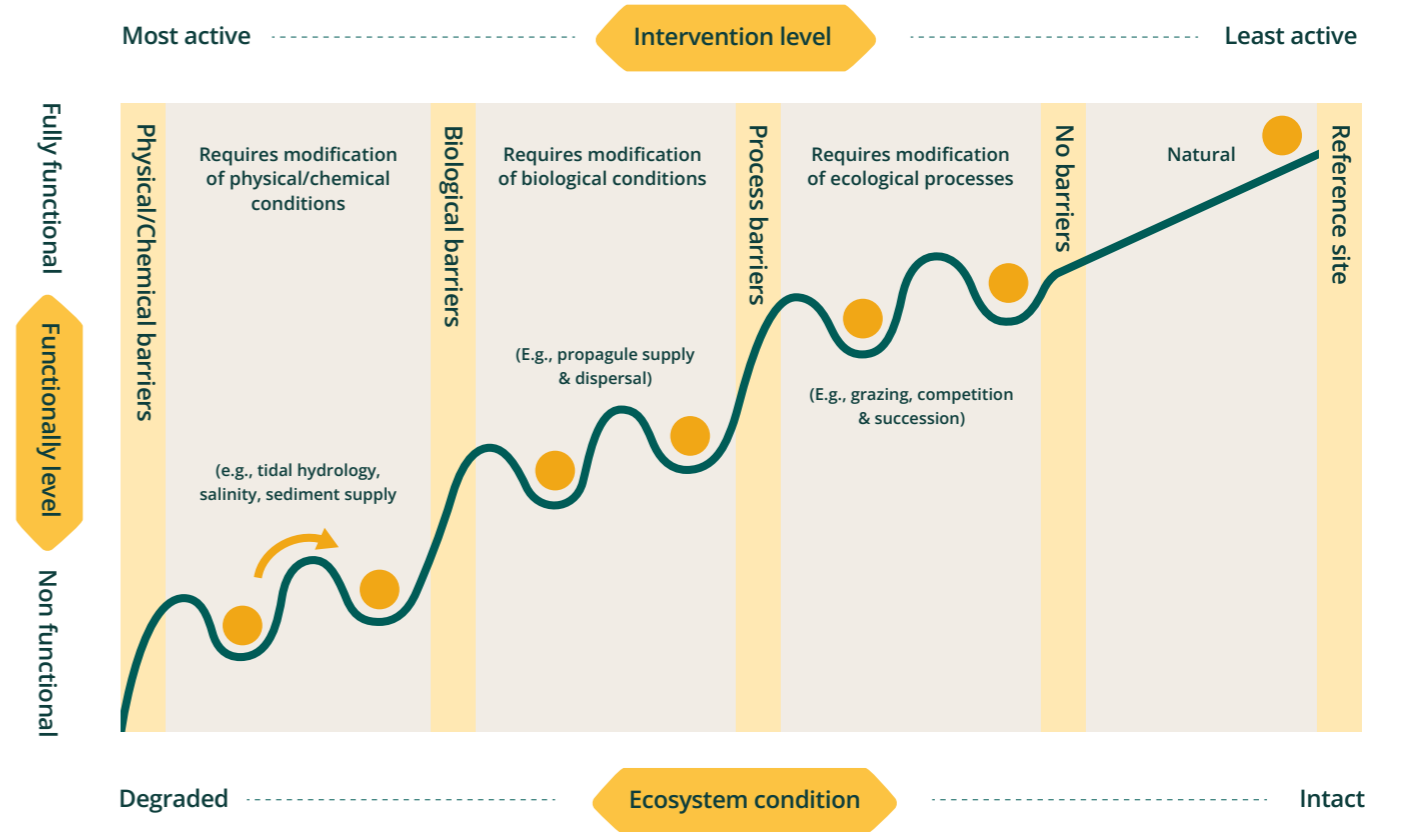 Most active
Intervention level
Least active
Fully functional
Functionally level
Non functional
Physical/Chemical barriers
Requires modification
of physical/chemical
conditions
(e.g., tidal hydrology,
salinity, sediment supply
Biological barriers
Requires modification
of biological conditions
(E.g., propagule supply
& dispersal)
Process barriers
Requires modification
of ecological processes
(E.g., grazing, competition
& succession)
No barriers
Natural
Reference site
Degraded
Ecosystem condition
Intact